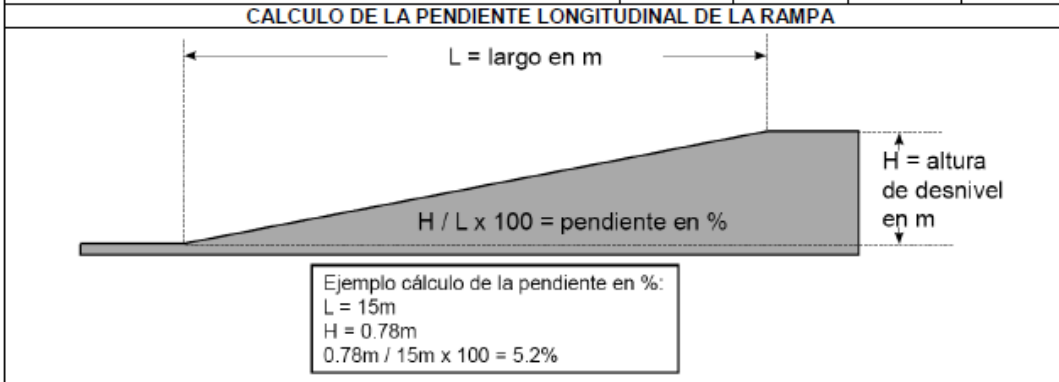 CALCULO DE LA PENDIENTE LONGITUDINAL DE LA RAMPA
L = largo en m
H = altura
de desnivel
en m
H / L x 100 = pendiente en %
Ejemplo cálculo de la pendiente en %:
L = 15m
H = 0.78m
0.78m / 15m x 100 = 5.2%